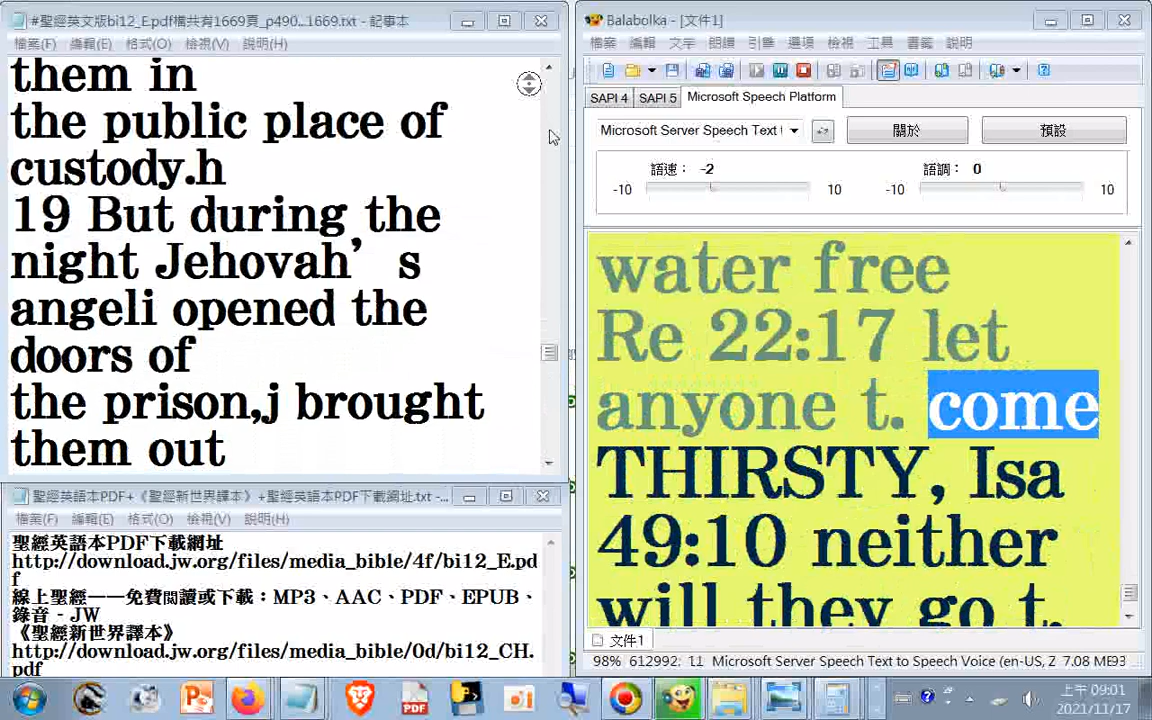 #聖經英文版bi12_E.pdf檔共有1669頁_p490...1669.txt - 記事本
檔案(F) 編輯(E) 格式(O) 檢視(V) 說明(H)
them in
the public place of
custody.h
19 But during the
night Jehovah’s
angeli opened the
doors of
the prison,j brought
them out
聖經英語本PDF+《聖經新世界譯本》+聖經英語本PDF下載網址.txt -...
檔案(F) 編輯(E) 格式(O) 檢視(V) 說明(H)
聖經英語本PDF下載網址
http://download.jw.org/files/media_bible/4f/bi12_E.pd
f
線上聖經——免費閱讀或下載：MP3、AAC、PDF、EPUB、
錄音 - JW
《聖經新世界譯本》
http://download.jw.org/files/media_bible/0d/bi12_CH.
pdf
Balabolka - [文件1]
檔案 編輯 文字 朗讀 引擎 選項 檢視 工具 書籤 說明
SAPI 4 SAPI 5 Microsoft Speech Platform
Microsoft Server Speech Text 關於 預設
語速： -2 語調： 0
-10 10 -10 10
water free
Re 22:17 let
anyone t. come
THIRSTY, Isa
49:10 neither
will they go t.
文件1
98% 612992: Microsoft Server Speech Text to Speech Voice (en-US, Z 7.08 ME93
上午 09:01
2021/11/17